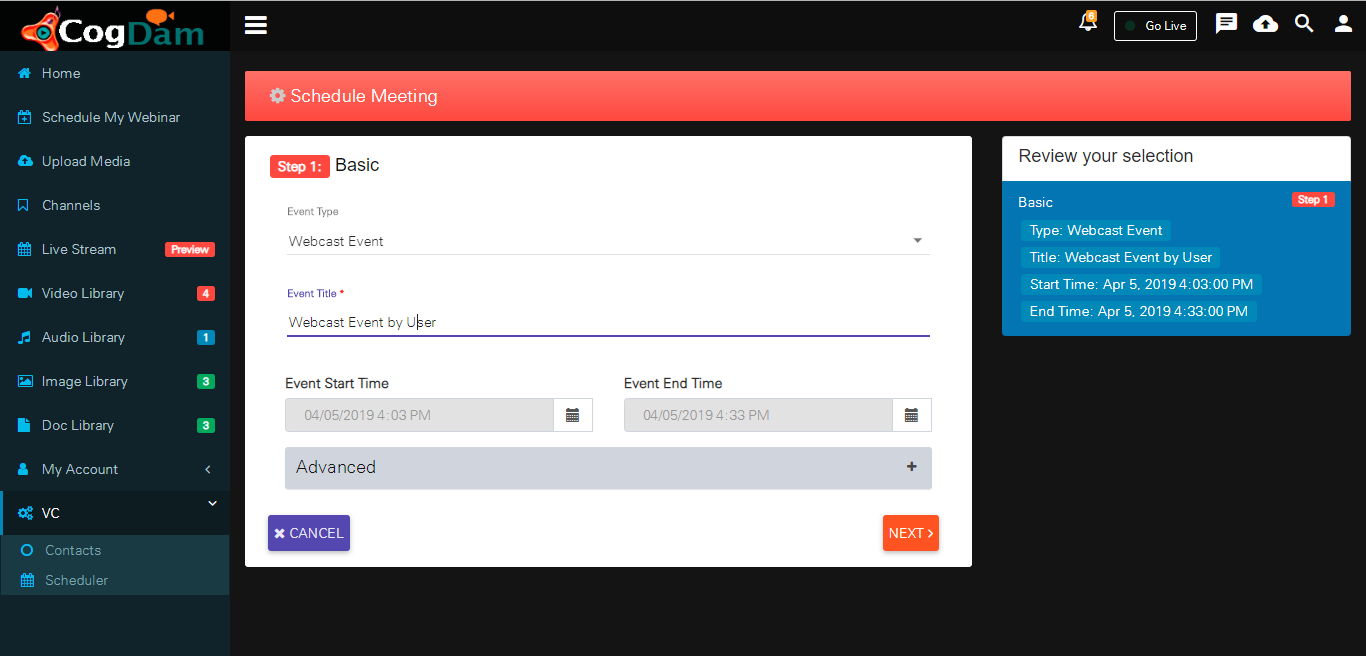 CogDam
6
Go Live
Home
Schedule My Webinar
Upload Media
Channels
Live Stream Preview
Video Library 4
Audio Library 1
Image Library 3
Doc Library 3
My Account
VC
Contacts
Scheduler
Schedule Meeting
Step 1: Basic
Event Type
Webcast Event
Event Title *
Webcast Event by User
Event Start Time
04/05/2019 4:03 PM
Event End Time
04/05/2019 4:33 PM
Advanced +
CANCEL
NEXT
Review your selection
Basic Step 1
Type: Webcast Event
Title: Webcast Event by User
Start Time: Apr 5, 2019 4:03:00 PM
End Time: Apr 5, 2019 4:33:00 PM